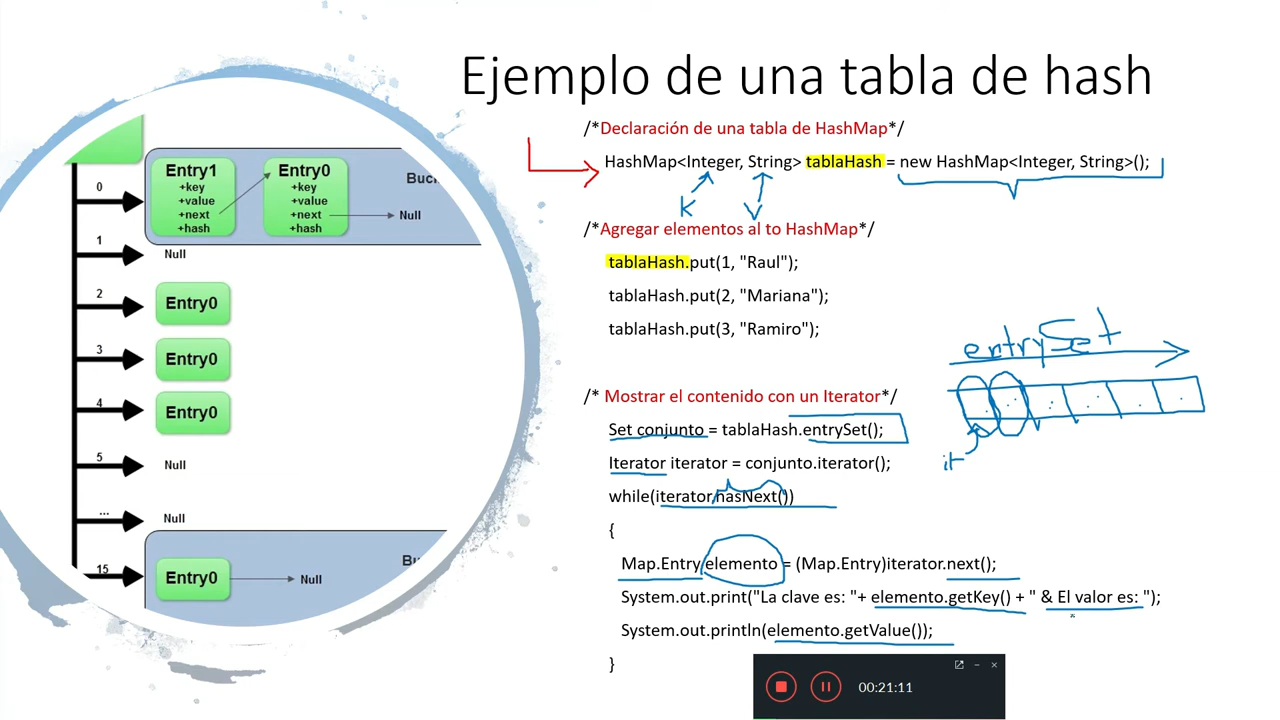 Ejemplo de una tabla de hash
/*Declaración de una tabla de HashMap*/
HashMap<Integer, String> tablaHash = new HashMap<Integer, String>();
K
V
/*Agregar elementos al to HashMap*/
tablaHash.put(1, "Raul");
tablaHash.put(2, "Mariana");
tablaHash.put(3, "Ramiro");
entrySet
it
/* Mostrar el contenido con un Iterator*/
Set conjunto = tablaHash.entrySet();
Iterator iterator = conjunto.iterator();
while(iterator.hasNext())
{
Map.Entry elemento = (Map.Entry)iterator.next();
System.out.print("La clave es: "+ elemento.getKey() + " & El valor es: ");
System.out.println(elemento.getValue());
}
0
Entry1
+key
+value
+next
+hash
Entry0
+key
+value
+next
+hash
Null
Buc
1
Null
2
Entry0
3
Entry0
4
Entry0
5
Null
...
Null
15
Entry0
Null
Bu
00:21:11